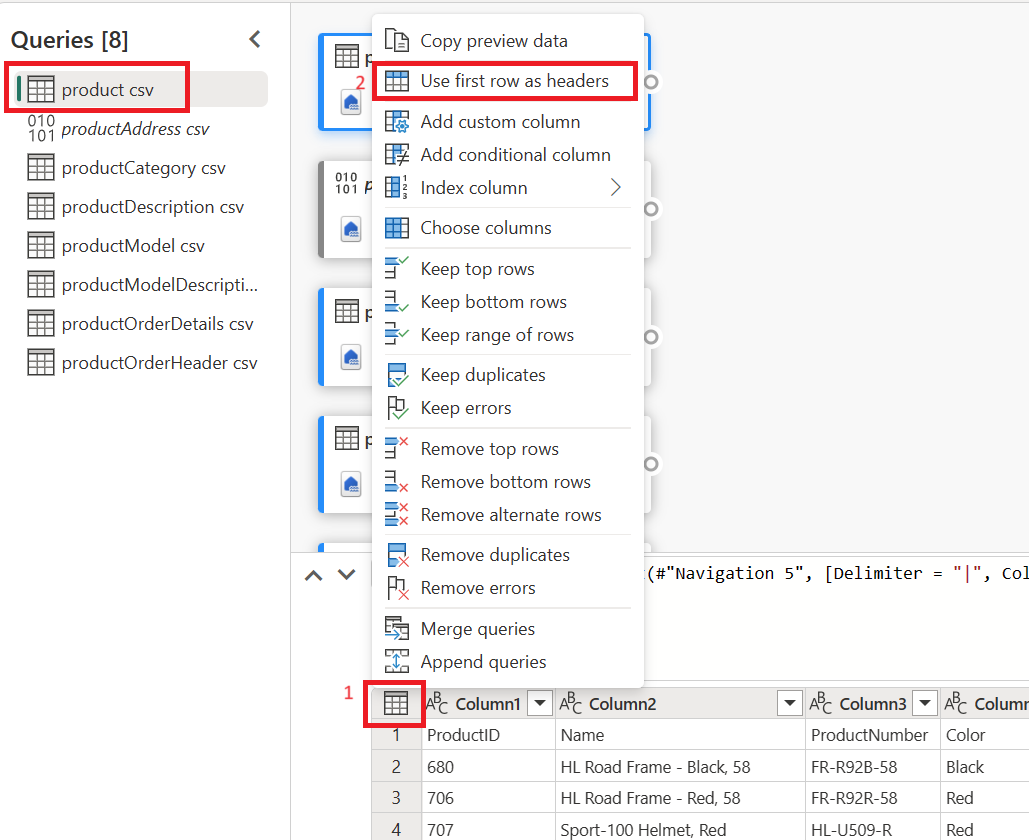 Queries [8]
product csv
productAddress csv
productCategory csv
productDescription csv
productModel csv
productModelDescripti...
productOrderDetails csv
productOrderHeader csv
2
Copy preview data
Use first row as headers
Add custom column
Add conditional column
Index column
Choose columns
Keep top rows
Keep bottom rows
Keep range of rows
Keep duplicates
Keep errors
Remove top rows
Remove bottom rows
Remove alternate rows
Remove duplicates
Remove errors
Merge queries
Append queries
(#"Navigation 5", [Delimiter = "|", Col
1
Column1 Column2 Column3 Column
1 ProductID Name ProductNumber Color
2 680 HL Road Frame - Black, 58 FR-R92B-58 Black
3 706 HL Road Frame - Red, 58 FR-R92R-58 Red
4 707 Sport-100 Helmet, Red HL-U509-R Red